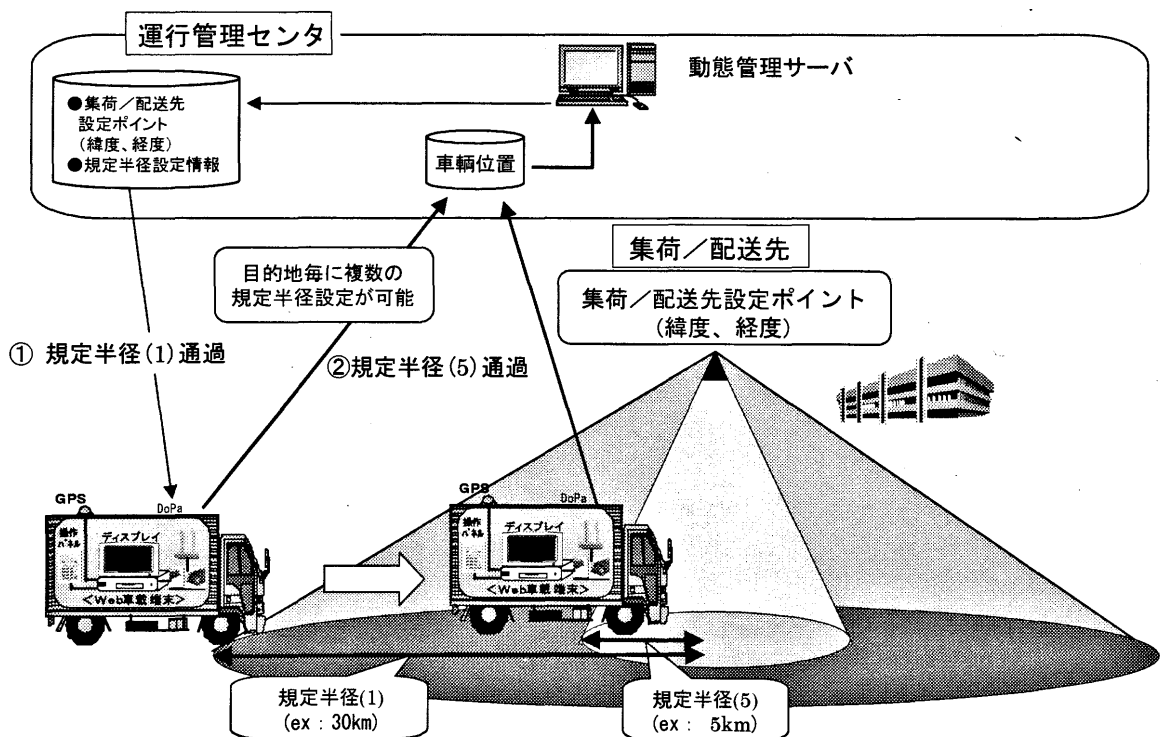 運行管理センタ
動態管理サーバ
●集荷／配送先
設定ポイント
(緯度、経度)
●規定半径設定情報
車輌位置
集荷／配送先
目的地毎に複数の
規定半径設定が可能
集荷／配送先設定ポイント
(緯度、経度)
① 規定半径(1)通過
②規定半径(5)通過
GPS
DoPa
操作
パネル
ディスプレイ
<Web車載端末>
GPS
DoPa
操作
パネル
ディスプレイ
<Web車載端末>
規定半径(1)
(ex : 30km)
規定半径(5)
(ex : 5km)